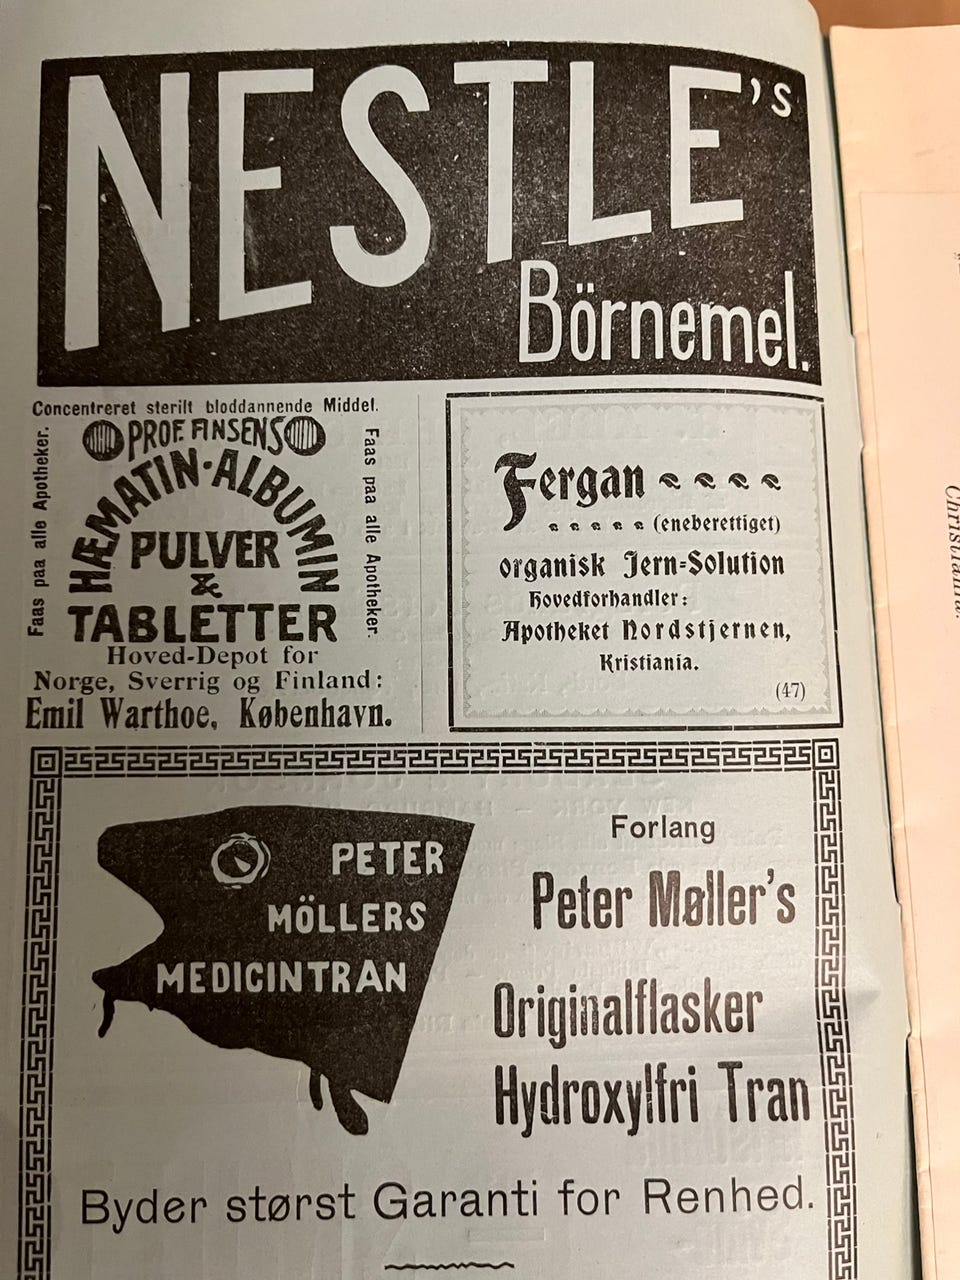 NESTLE's
Börnemel.
Concentreret sterilt bloddannende Middel.
Faas paa alle Apotheker.
PROF. FINSENS
HÆMATIN-ALBUMIN
PULVER
&
TABLETTER
Faas paa alle Apotheker.
Hoved-Depot for
Norge, Sverrig og Finland:
Emil Warthoe, København.
Fergan
(eneberettiget)
organisk Jern-Solution
Hovedforhandler:
Apotheket Nordstjernen,
Kristiania.
(47)
PETER
MÖLLERS
MEDICINTRAN
Forlang
Peter Møller's
Originalflasker
Hydroxylfri Tran
Byder størst Garanti for Renhed.
Christiania.